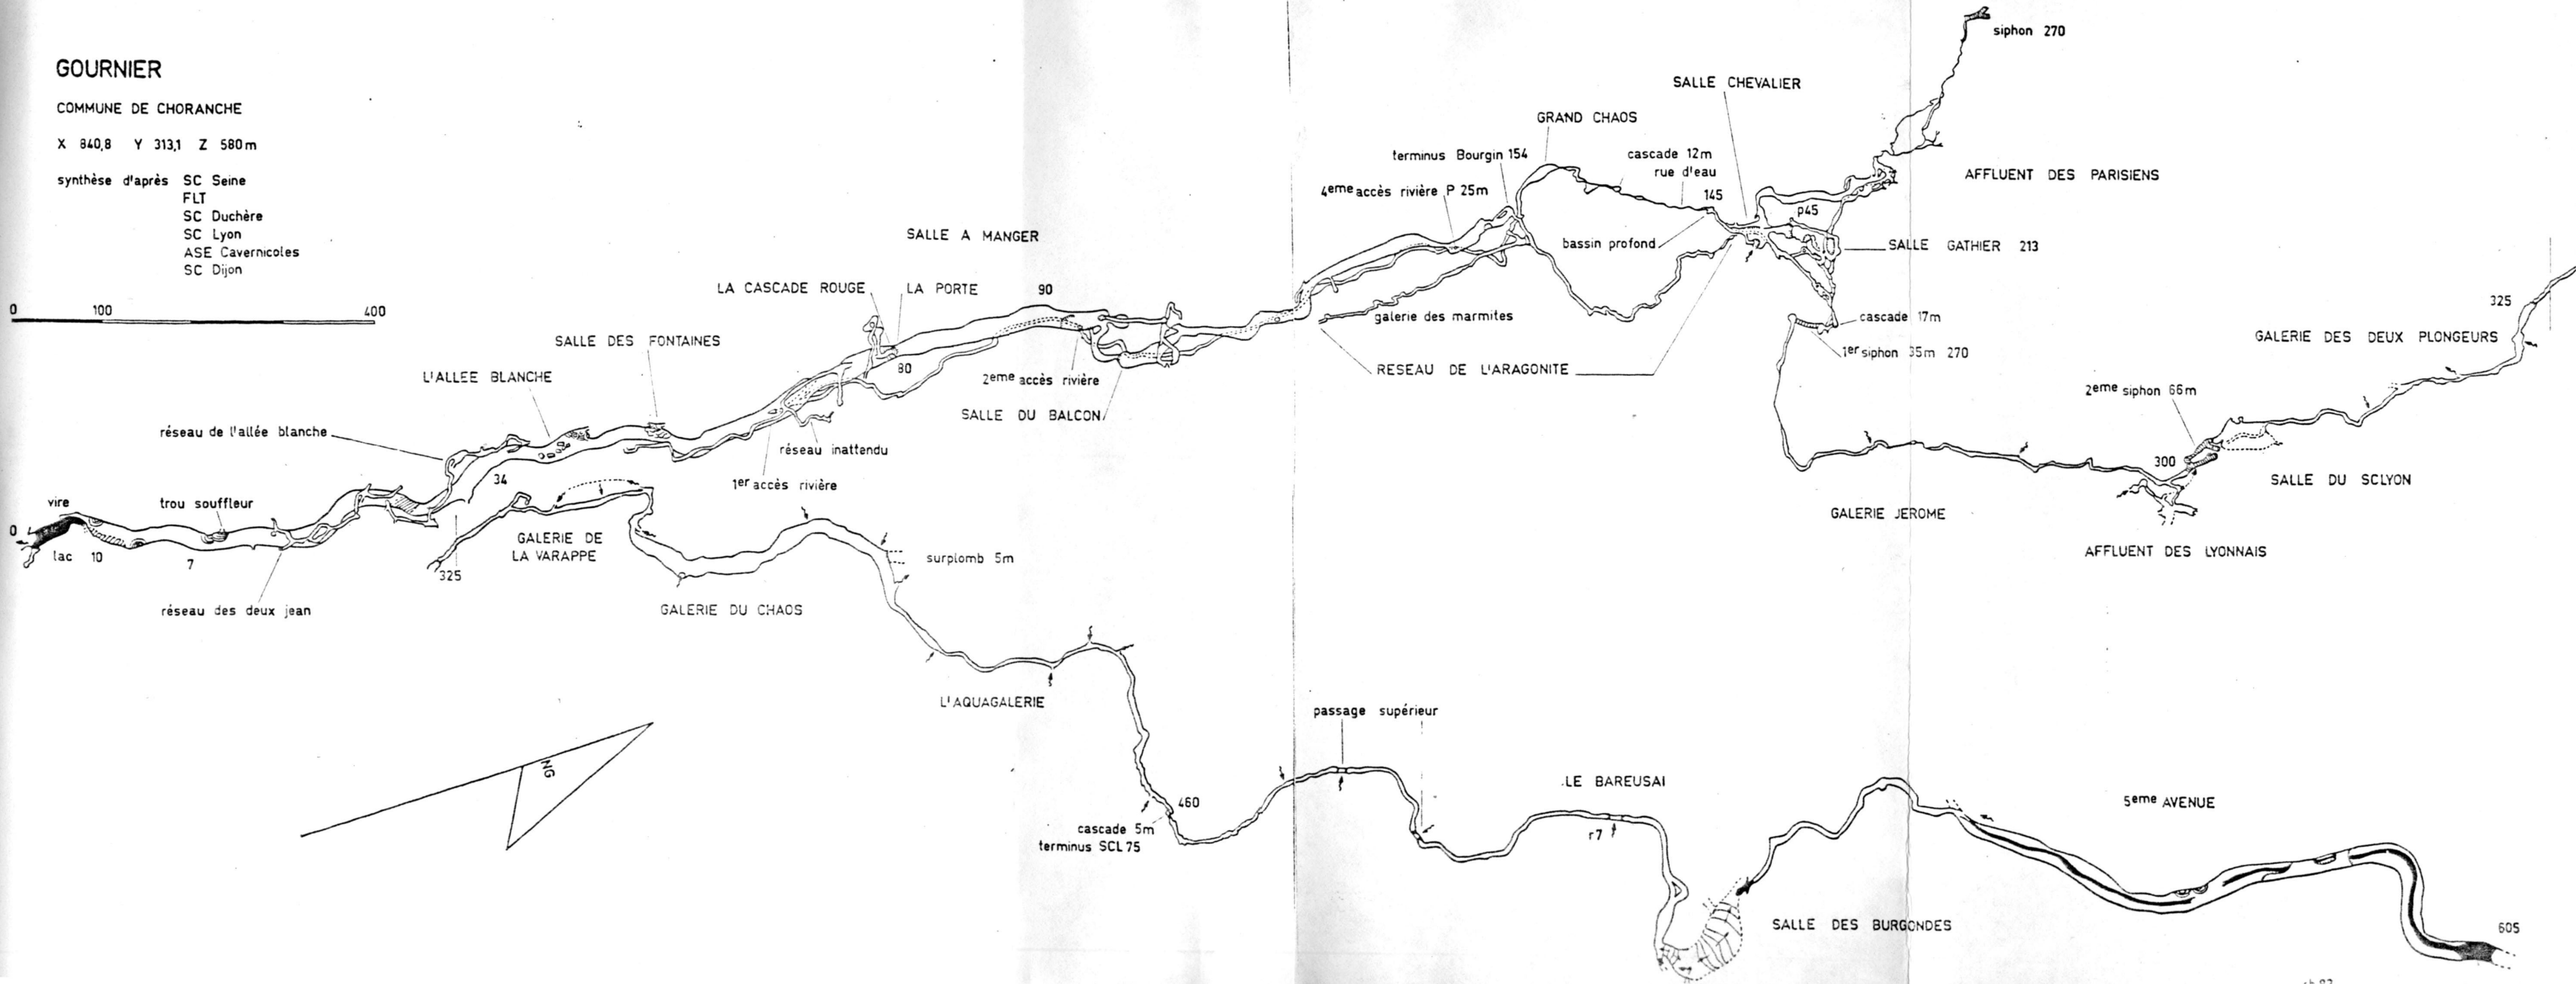 GOURNIER
COMMUNE DE CHORANCHE
X 840,8 Y 313,1 Z 580m
synthèse d'après SC Seine
FLT
SC Duchère
SC Lyon
ASE Cavernicoles
SC Dijon
0 100 400
siphon 270
SALLE CHEVALIER
GRAND CHAOS
terminus Bourgin 154
cascade 12m
rue d'eau
4eme accès rivière P 25m
145
AFFLUENT DES PARISIENS
p45
bassin profond
SALLE GATHIER 213
SALLE A MANGER
LA CASCADE ROUGE
LA PORTE
90
galerie des marmites
cascade 17m
325
SALLE DES FONTAINES
GALERIE DES DEUX PLONGEURS
1er siphon 35m 270
80
2eme accès rivière
RESEAU DE L'ARAGONITE
L'ALLEE BLANCHE
2eme siphon 66m
SALLE DU BALCON
réseau de l'allée blanche
réseau inattendu
300
34
1er accès rivière
SALLE DU SCLYON
vire
trou souffleur
GALERIE JEROME
0
GALERIE DE
LA VARAPPE
lac
10
7
surplomb 5m
AFFLUENT DES LYONNAIS
325
réseau des deux jean
GALERIE DU CHAOS
L'AQUAGALERIE
passage supérieur
NG
LE BAREUSAI
460
5eme AVENUE
cascade 5m
terminus SCL 75
r7
SALLE DES BURGONDES
605